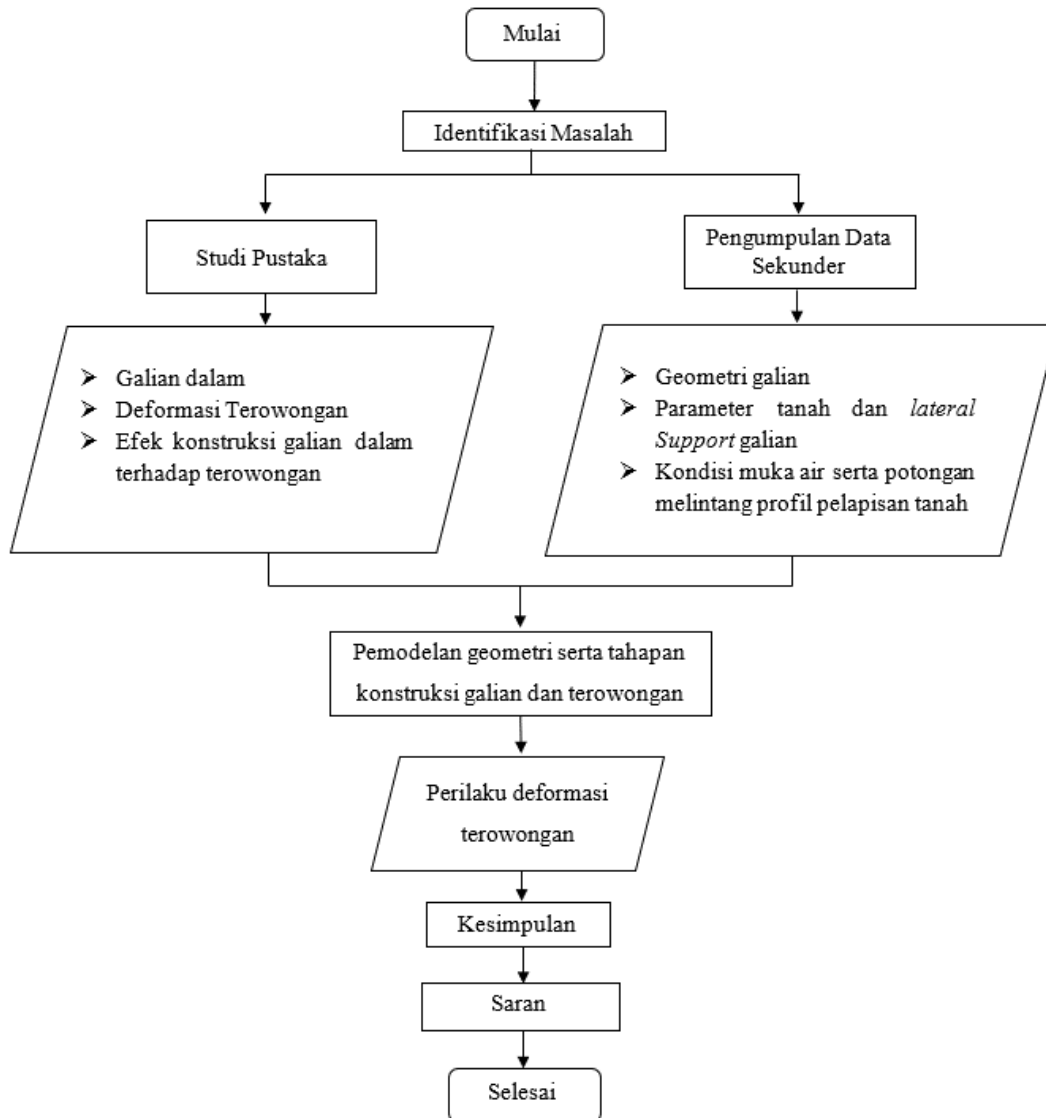 Mulai
Identifikasi Masalah
Studi Pustaka
Pengumpulan Data
Sekunder
➢ Galian dalam
➢ Deformasi Terowongan
➢ Efek konstruksi galian dalam
terhadap terowongan
➢ Geometri galian
➢ Parameter tanah dan lateral
Support galian
➢ Kondisi muka air serta potongan
melintang profil pelapisan tanah
Pemodelan geometri serta tahapan
konstruksi galian dan terowongan
Perilaku deformasi
terowongan
Kesimpulan
Saran
Selesai